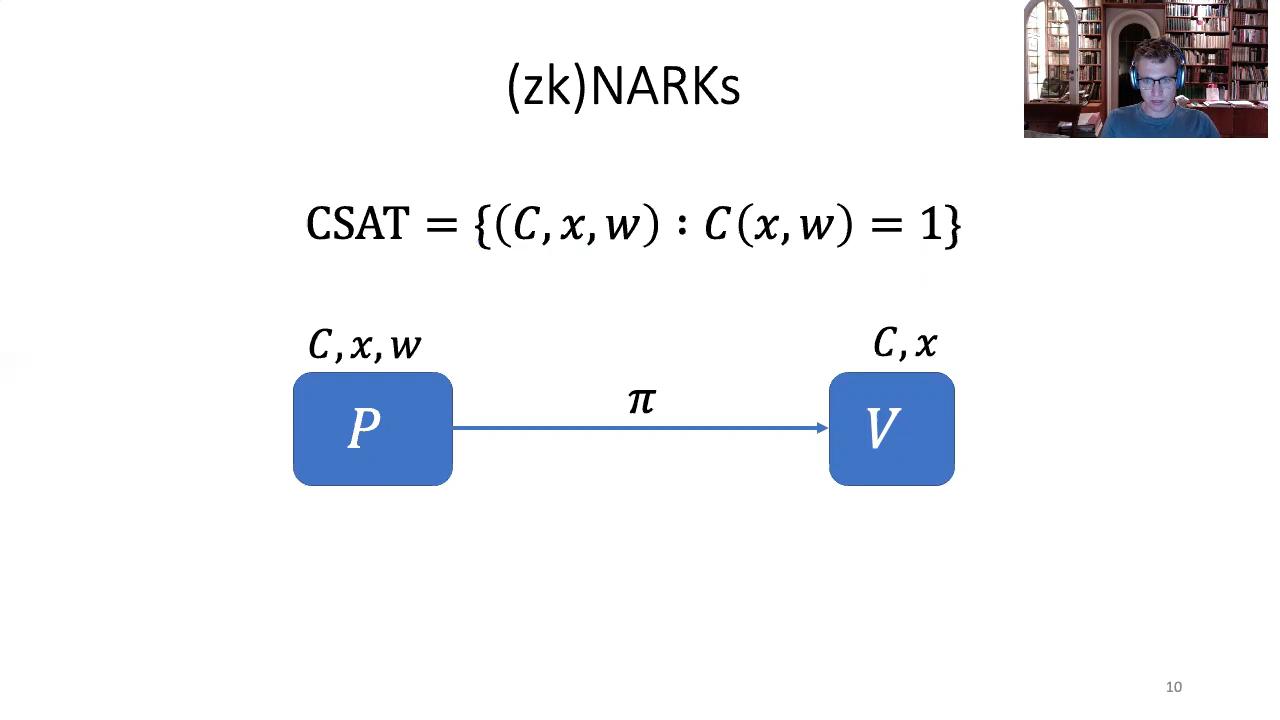 (zk)NARKs
CSAT = {(C, x, w) : C(x, w) = 1}
C, x, w
C, x
π
P
V
10